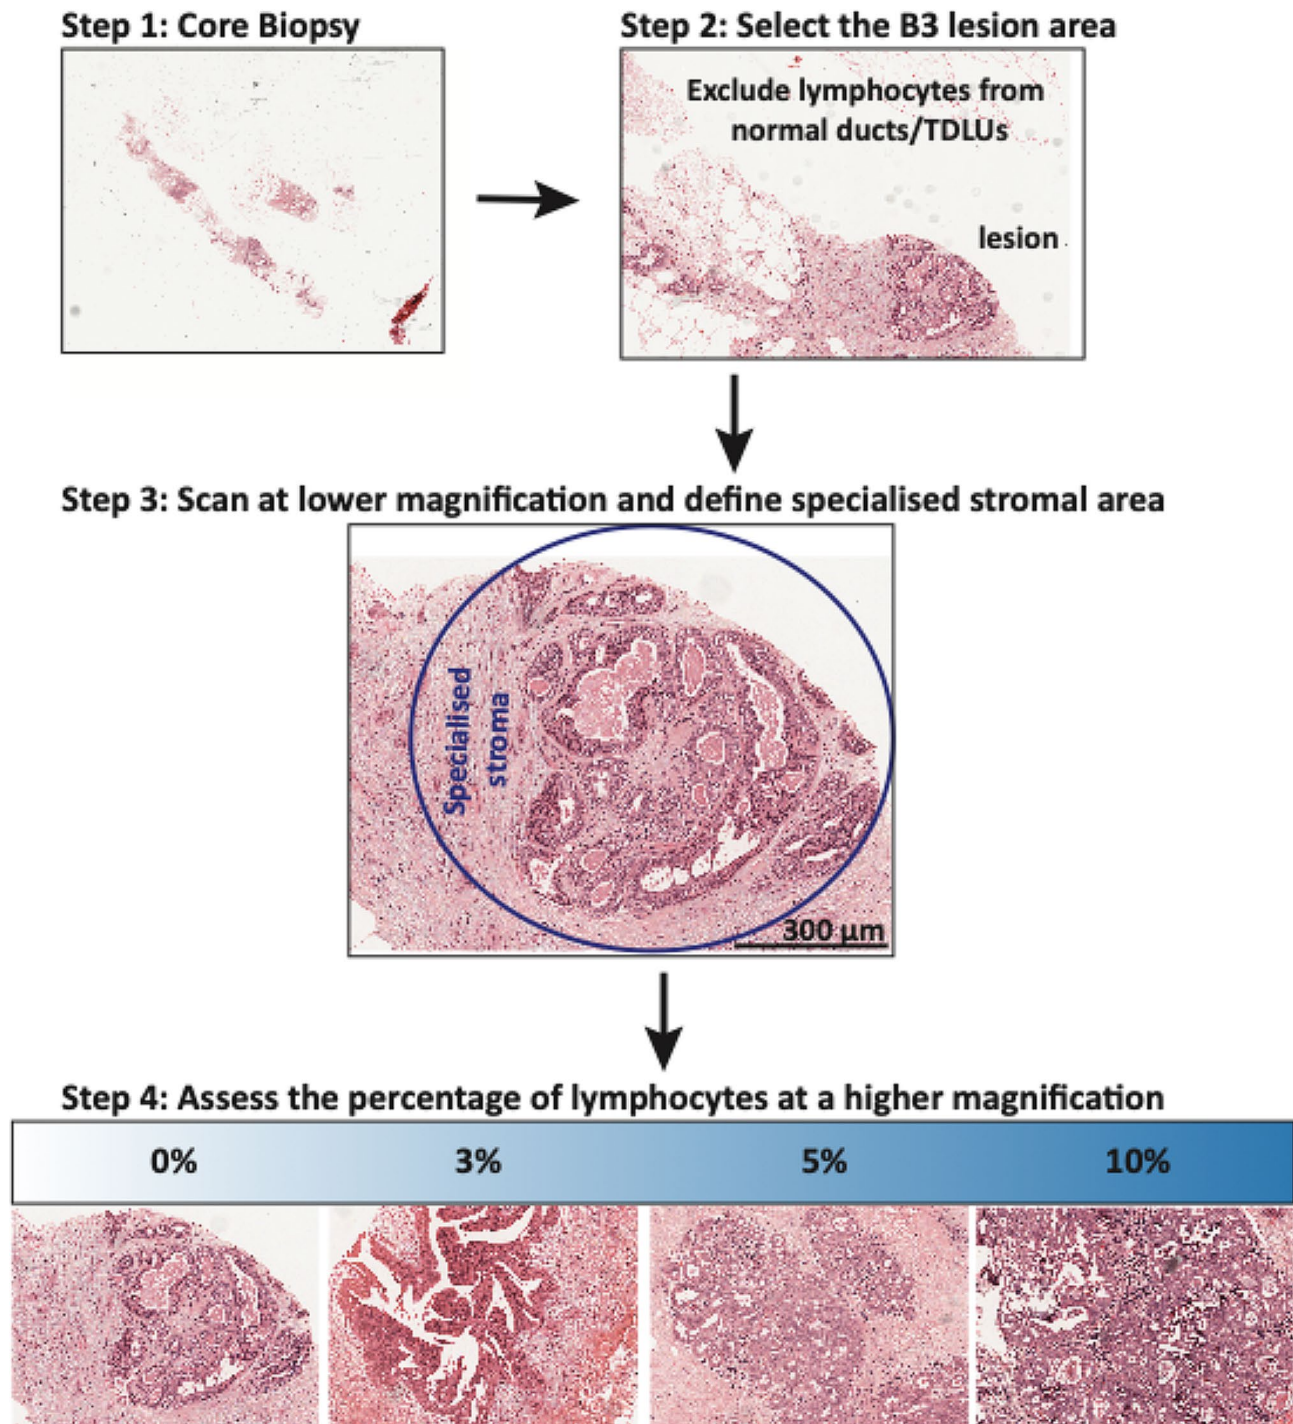 Step 1: Core Biopsy
Step 2: Select the B3 lesion area
Exclude lymphocytes from
normal ducts/TDLUs
lesion
Step 3: Scan at lower magnification and define specialised stromal area
Specialised
stroma
300 µm
Step 4: Assess the percentage of lymphocytes at a higher magnification
0%
3%
5%
10%